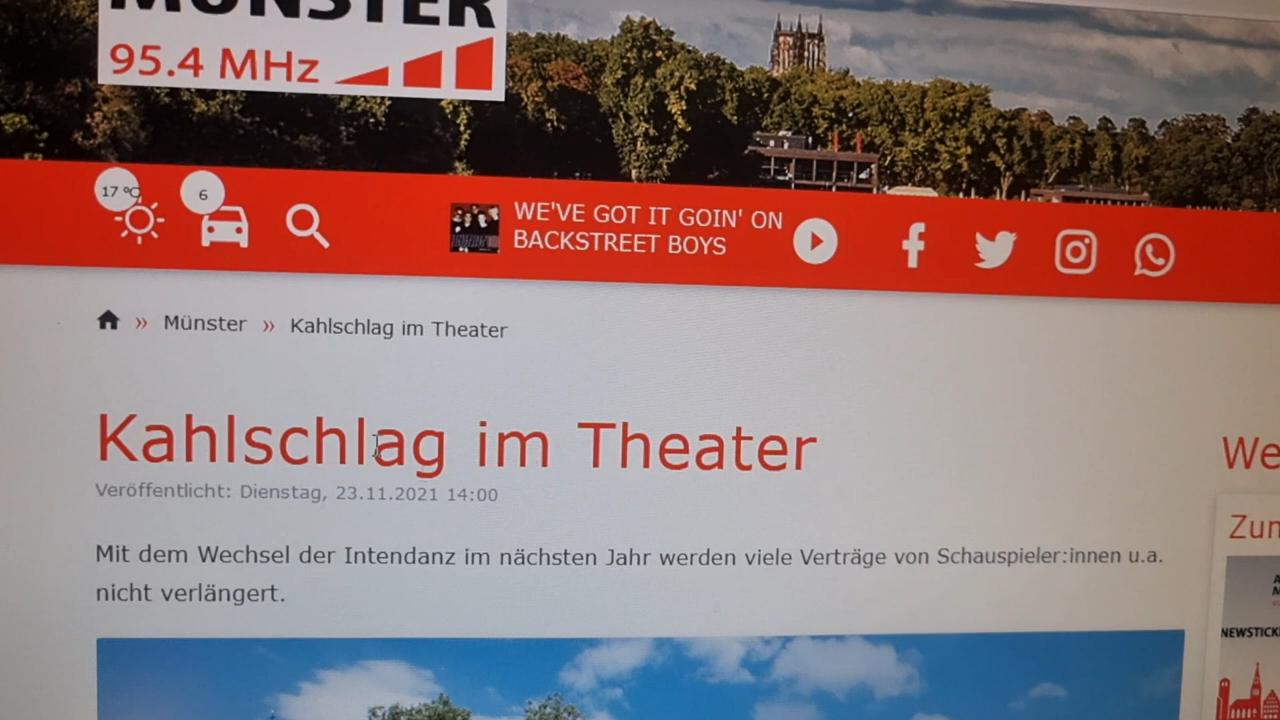 MÜNSTER
95.4 MHz
17 °C
6
WE'VE GOT IT GOIN' ON
BACKSTREET BOYS
» Münster » Kahlschlag im Theater
Kahlschlag im Theater
Veröffentlicht: Dienstag, 23.11.2021 14:00
Mit dem Wechsel der Intendanz im nächsten Jahr werden viele Verträge von Schauspieler:innen u.a.
nicht verlängert.
We
Zum
NEWSTICK